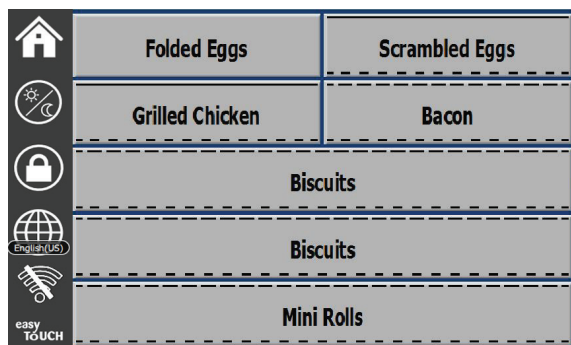 Folded Eggs
Scrambled Eggs
Grilled Chicken
Bacon
Biscuits
English(US)
Biscuits
Mini Rolls
easy
ToUCH